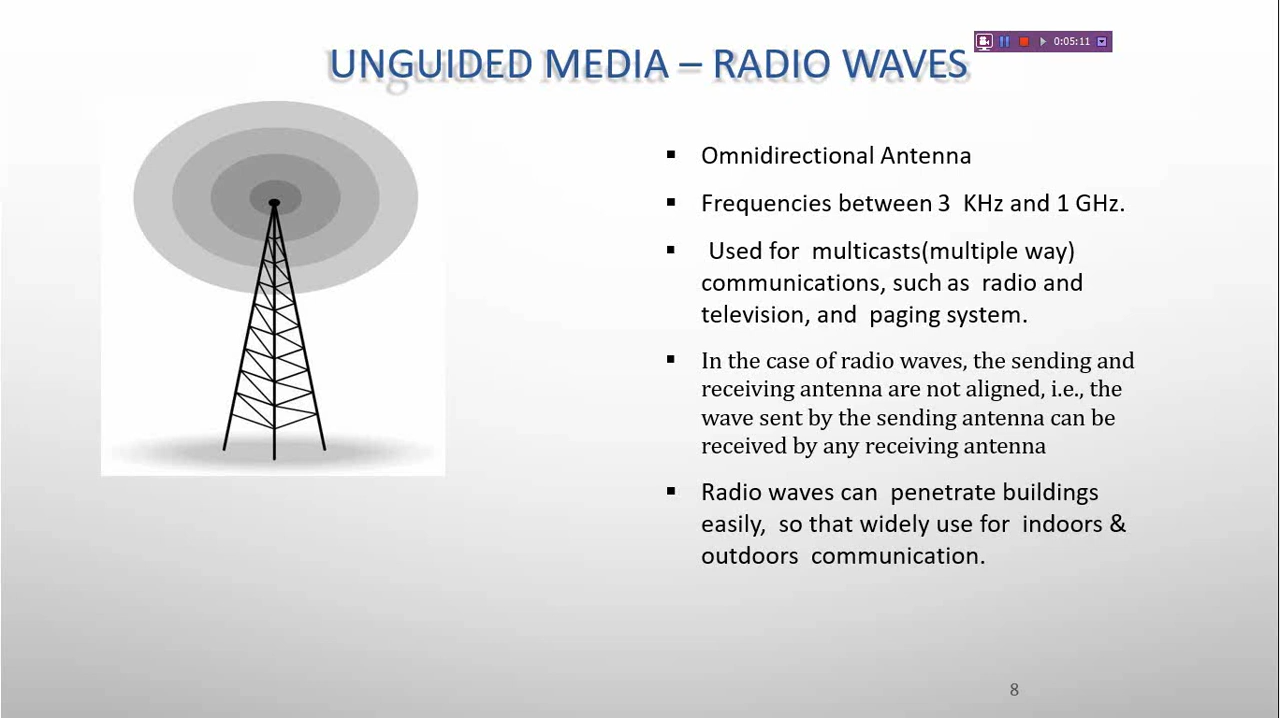 0:05:11
UNGUIDED MEDIA – RADIO WAVES
▪ Omnidirectional Antenna
▪ Frequencies between 3 KHz and 1 GHz.
▪ Used for multicasts(multiple way)
communications, such as radio and
television, and paging system.
▪ In the case of radio waves, the sending and
receiving antenna are not aligned, i.e., the
wave sent by the sending antenna can be
received by any receiving antenna
▪ Radio waves can penetrate buildings
easily, so that widely use for indoors &
outdoors communication.
8